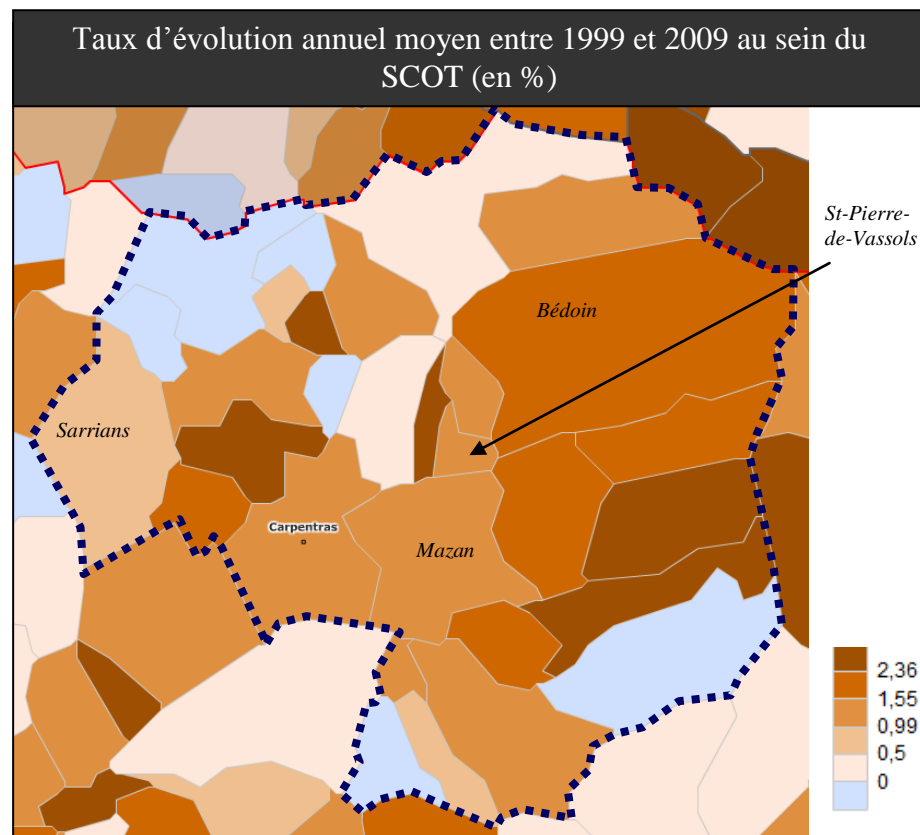 Taux d’évolution annuel moyen entre 1999 et 2009 au sein du
SCOT (en %)
St-Pierre-
de-Vassols
Bédoin
Sarrians
Carpentras
Mazan
2,36
1,55
0,99
0,5
0